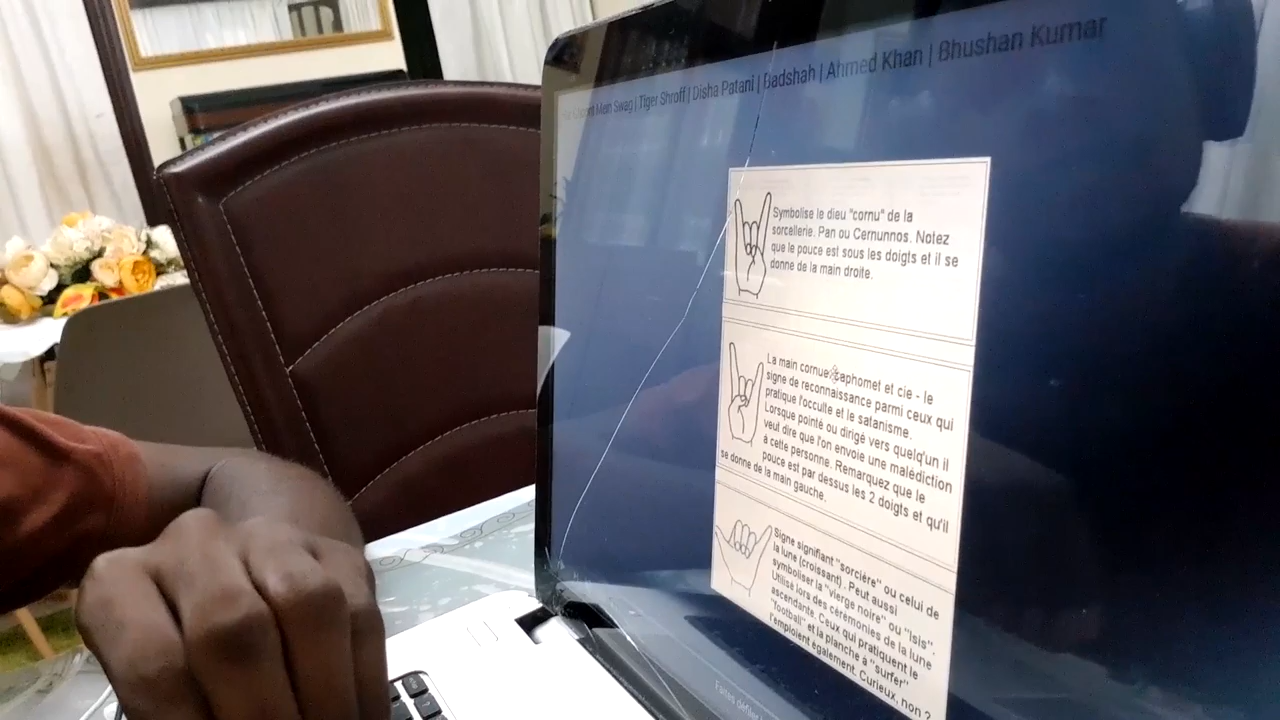 Mein Swag | Tiger Shroff | Disha Patani | Badshah | Ahmed Khan | Bhushan Kumar
Symbolise le dieu "cornu" de la
sorcellerie. Pan ou Cernunnos. Notez
que le pouce est sous les doigts et il se
donne de la main droite.
La main cornue et cie - le
signe de reconnaissance parmi ceux qui
pratique l'occulte et le satanisme.
Lorsque pointé ou dirigé vers quelqu'un il
veut dire que l'on envoie une malédiction
à cette personne. Remarquez que le
pouce est par dessus les 2 doigts et qu'il
se donne de la main gauche.
Signe signifiant "sorcière" ou celui de
la lune (croissant). Peut aussi
symboliser la "vierge noire" ou "Isis".
Utilisé lors des cérémonies de la lune
ascendante. Ceux qui pratiquent le
"football" et la planche à "surfer"
l'emploient également. Curieux, non ?
Faites défiler